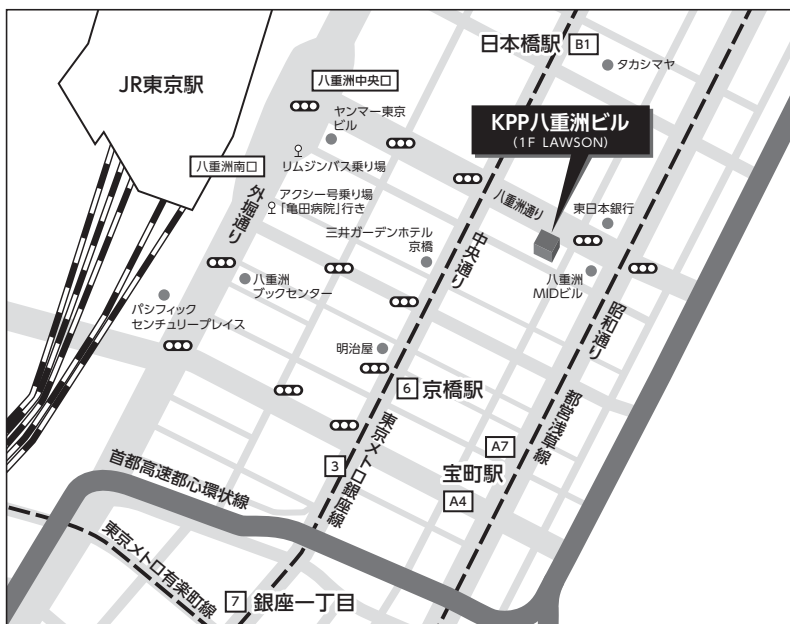 日本橋駅 B1
タカシマヤ
JR東京駅
八重洲中央口
ヤンマー東京
ビル
KPP八重洲ビル
(1F LAWSON)
八重洲南口
リムジンバス乗り場
外堀通り
アクシー号乗り場
「亀田病院」行き
八重洲通り
東日本銀行
三井ガーデンホテル
京橋
中央通り
八重洲
ブックセンター
八重洲
MIDビル
パシフィック
センチュリープレイス
昭和通り
明治屋
6 京橋駅
都営浅草線
東京メトロ銀座線
3
A7
宝町駅
A4
首都高速都心環状線
東京メトロ有楽町線
7 銀座一丁目